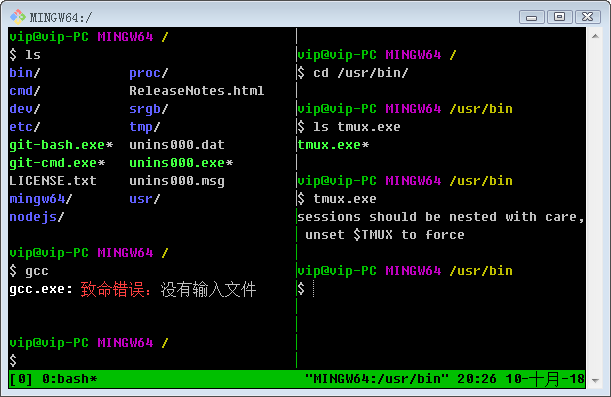 MINGW64:/
vip@vip-PC MINGW64 /
$ ls
bin/ proc/
cmd/ ReleaseNotes.html
dev/ srgb/
etc/ tmp/
git-bash.exe* unins000.dat
git-cmd.exe* unins000.exe*
LICENSE.txt unins000.msg
mingw64/ usr/
nodejs/
vip@vip-PC MINGW64 /
$ gcc
gcc.exe: 致命错误：没有输入文件
vip@vip-PC MINGW64 /
$
vip@vip-PC MINGW64 /
$ cd /usr/bin/
vip@vip-PC MINGW64 /usr/bin
$ ls tmux.exe
tmux.exe*
vip@vip-PC MINGW64 /usr/bin
$ tmux.exe
sessions should be nested with care,
unset $TMUX to force
vip@vip-PC MINGW64 /usr/bin
$
[0] 0:bash* "MINGW64:/usr/bin" 20:26 10-十月-18